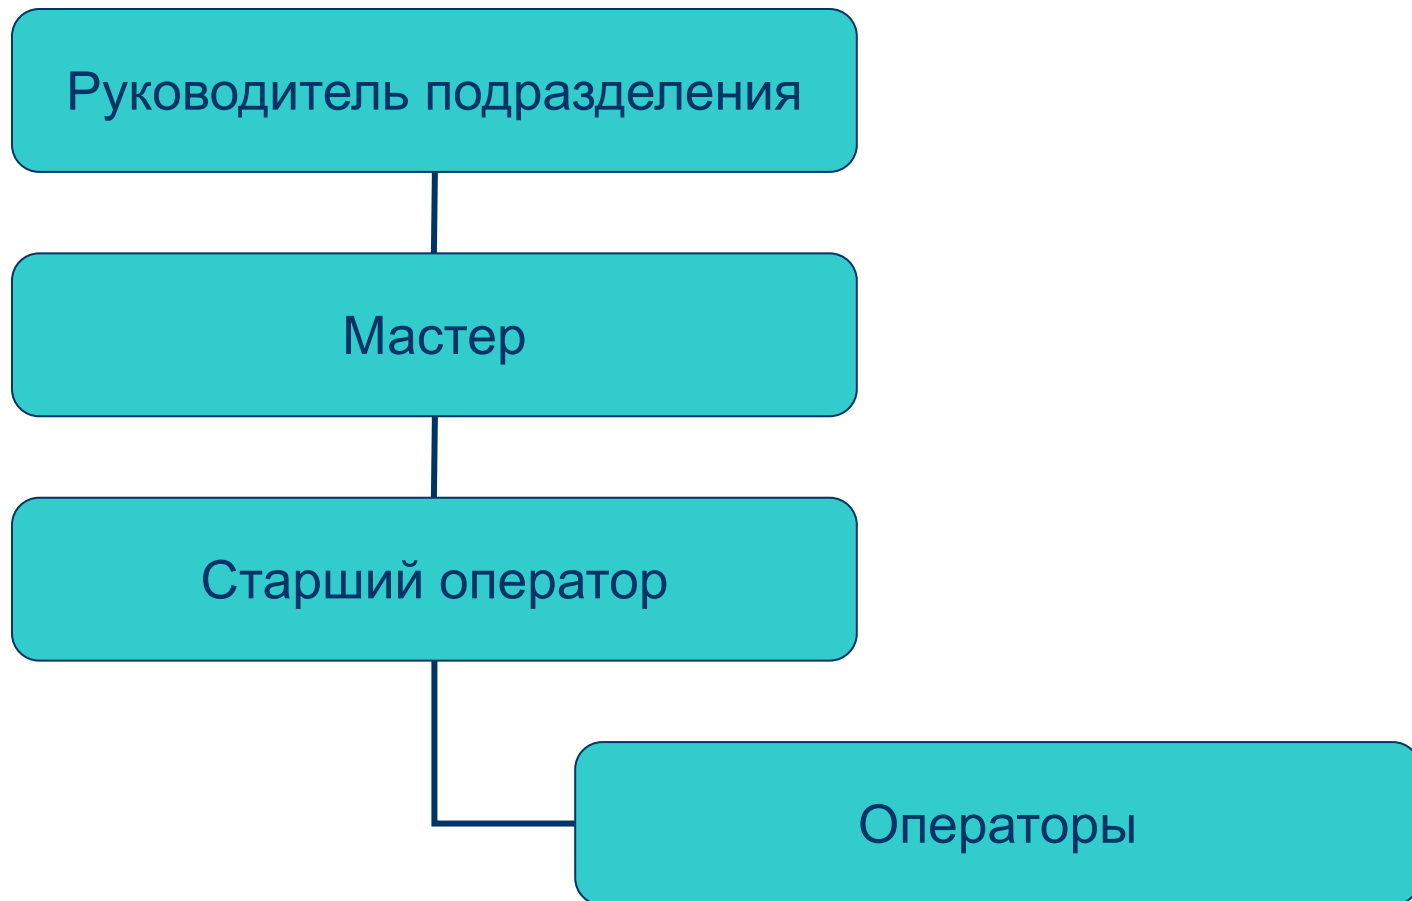 Руководитель подразделения
Мастер
Старший оператор
Операторы